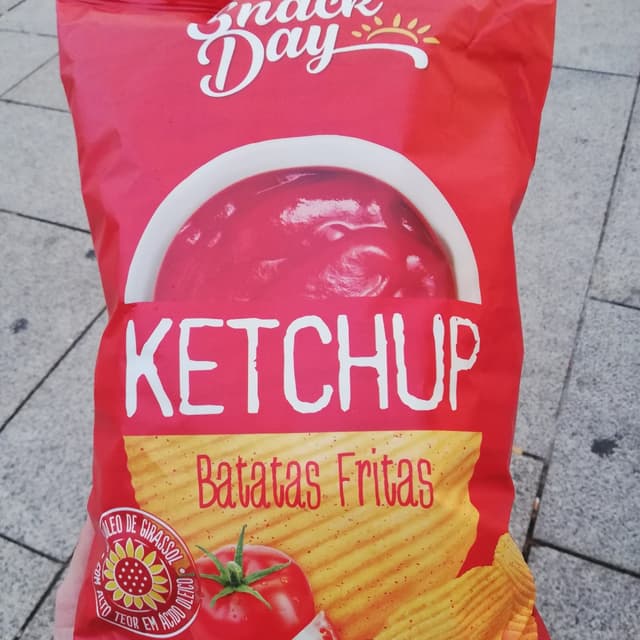 Snack
Day
KETCHUP
Batatas Fritas
ÓLEO DE GIRASSOL
ALTO TEOR EM ÁCIDO OLEICO